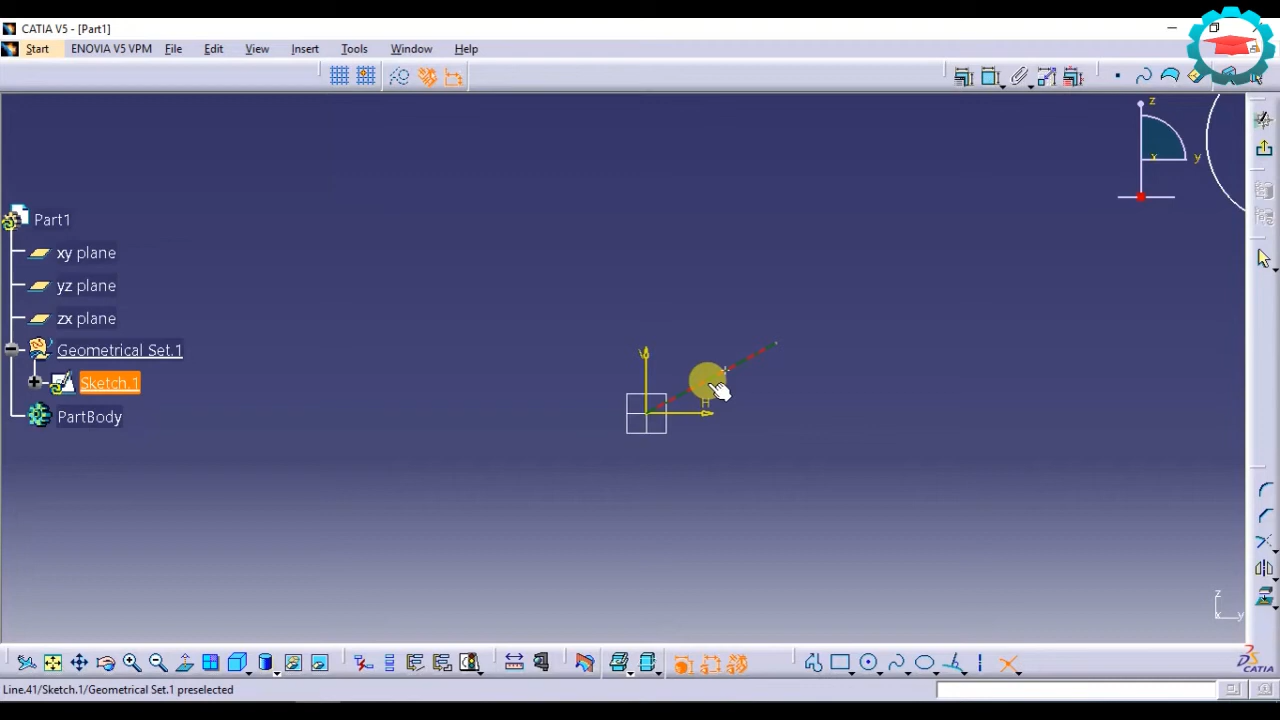 CATIA V5 - [Part1]
Start ENOVIA V5 VPM File Edit View Insert Tools Window Help
z
x y
Part1
xy plane
yz plane
zx plane
Geometrical Set.1
Sketch.1
PartBody
V
H
z
x y
CATIA
Line.41/Sketch.1/Geometrical Set.1 preselected